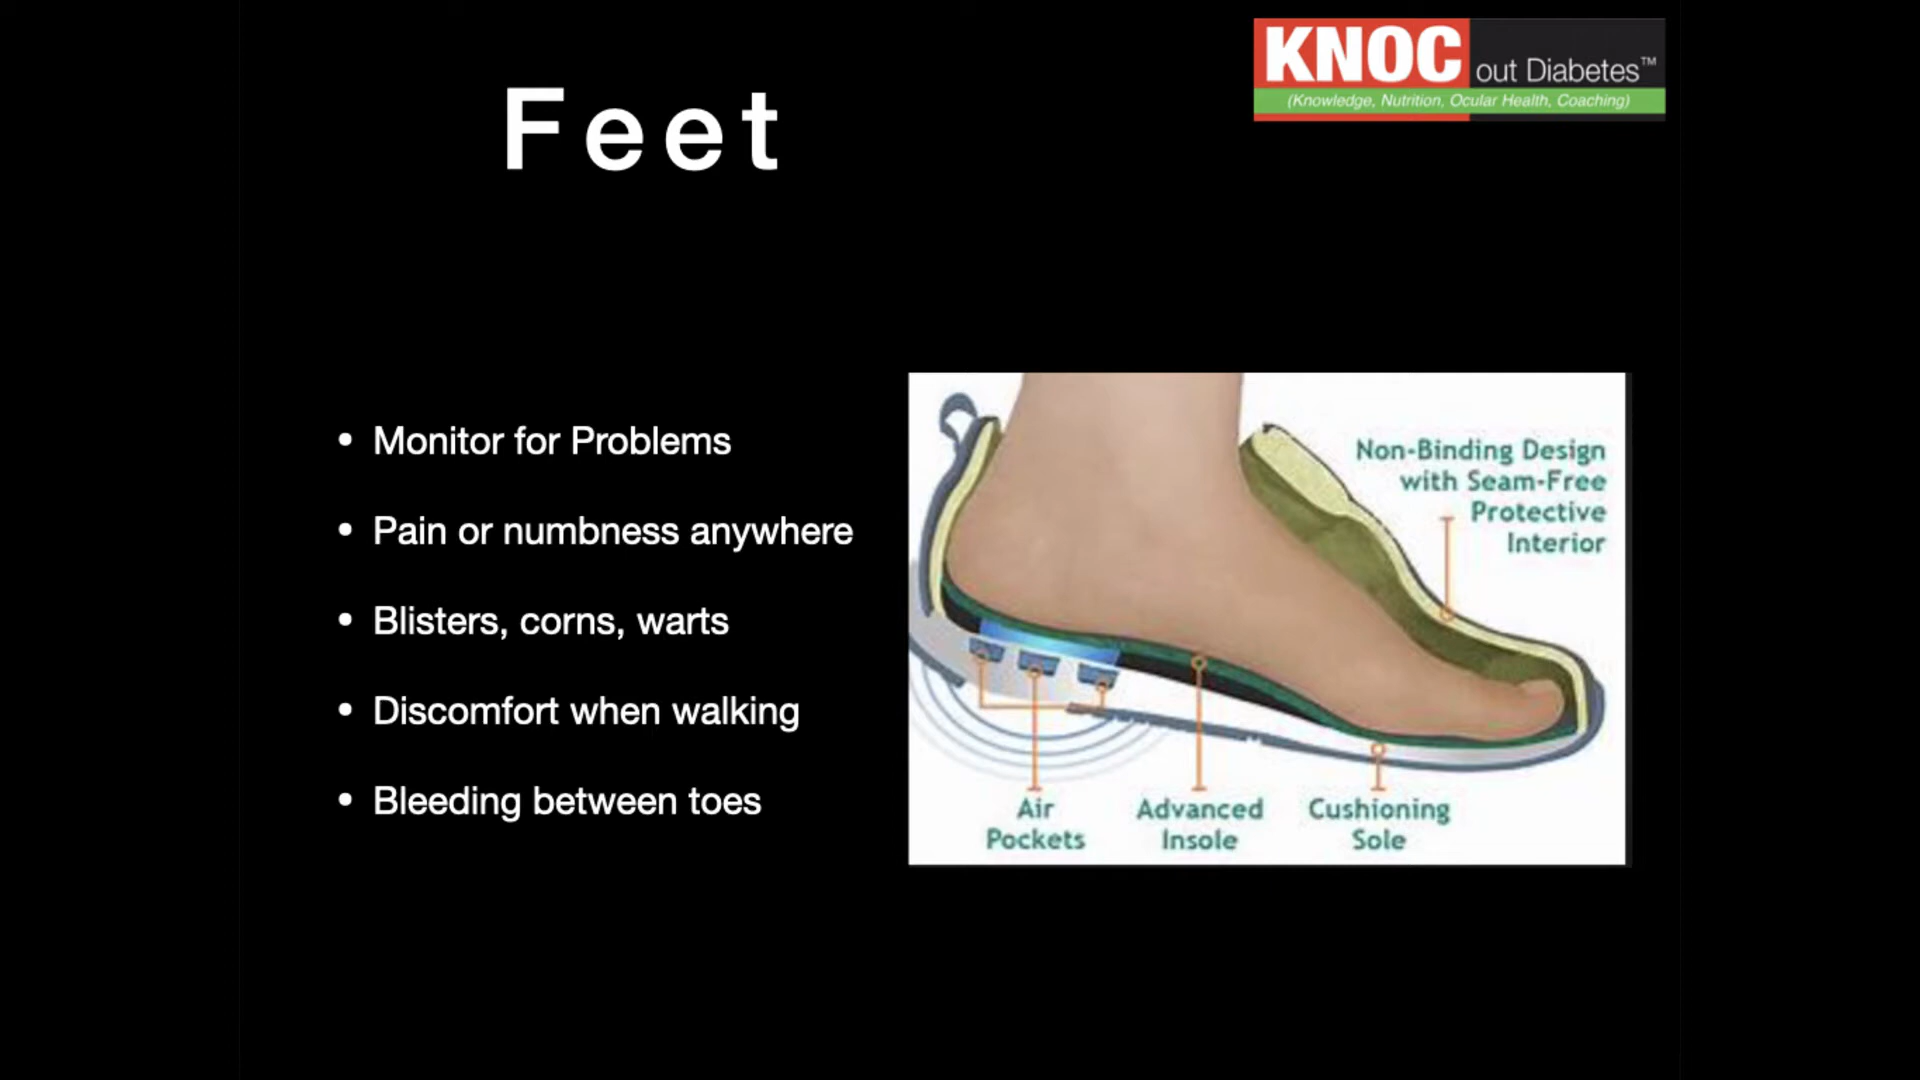 KNOC out Diabetes™
(Knowledge, Nutrition, Ocular Health, Coaching)
Feet
• Monitor for Problems
• Pain or numbness anywhere
• Blisters, corns, warts
• Discomfort when walking
• Bleeding between toes
Non-Binding Design
with Seam-Free
Protective
Interior
Air
Pockets
Advanced
Insole
Cushioning
Sole